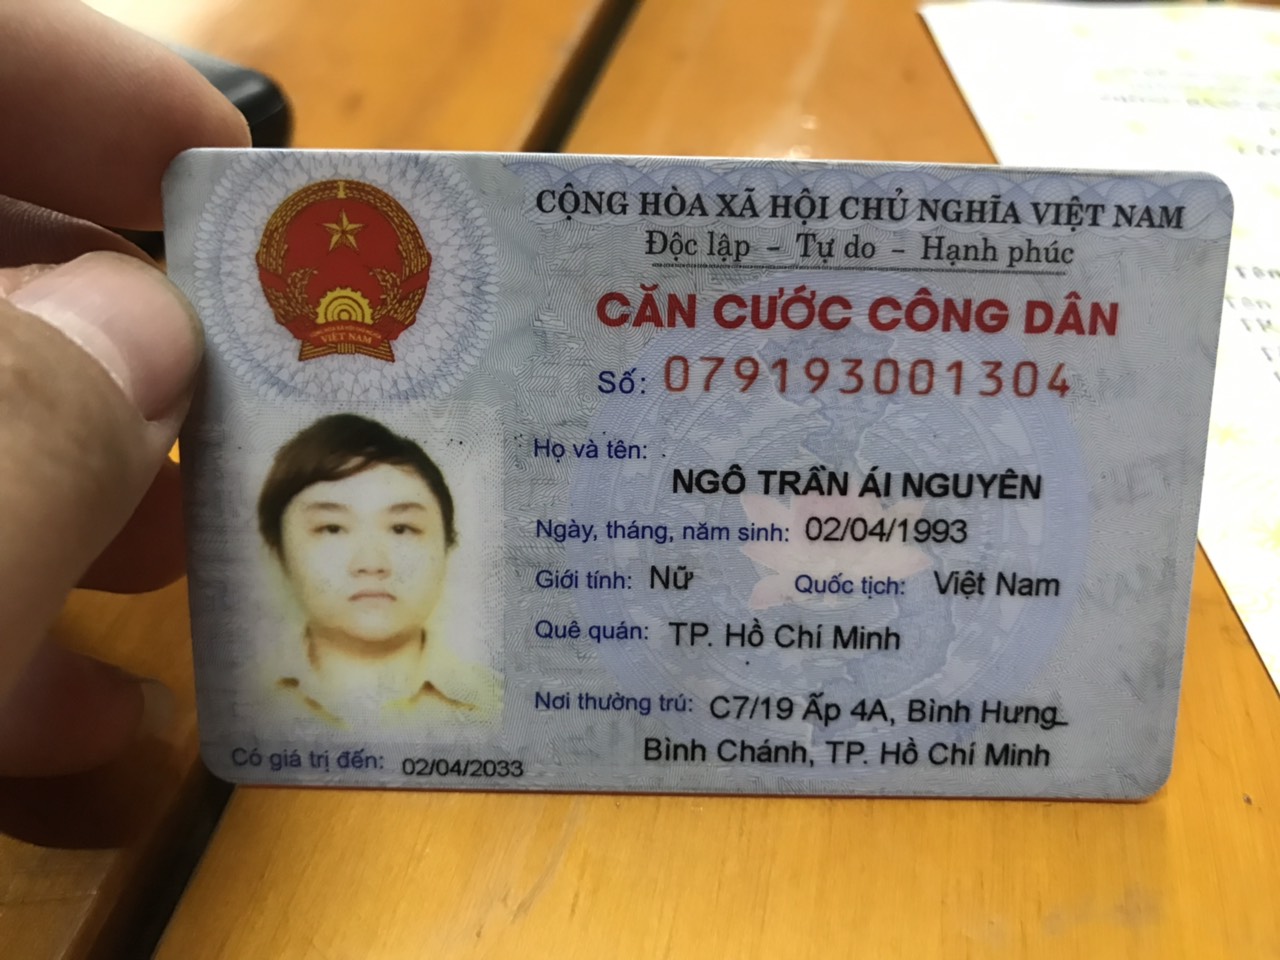 CỘNG HÒA XÃ HỘI CHỦ NGHĨA VIỆT NAM
Độc lập - Tự do - Hạnh phúc
CĂN CƯỚC CÔNG DÂN
Số: 079193001304
Họ và tên:
NGÔ TRẦN ÁI NGUYÊN
Ngày, tháng, năm sinh: 02/04/1993
Giới tính: Nữ Quốc tịch: Việt Nam
Quê quán: TP. Hồ Chí Minh
Nơi thường trú: C7/19 Ấp 4A, Bình Hưng
Bình Chánh, TP. Hồ Chí Minh
Có giá trị đến: 02/04/2033
VIỆT NAM